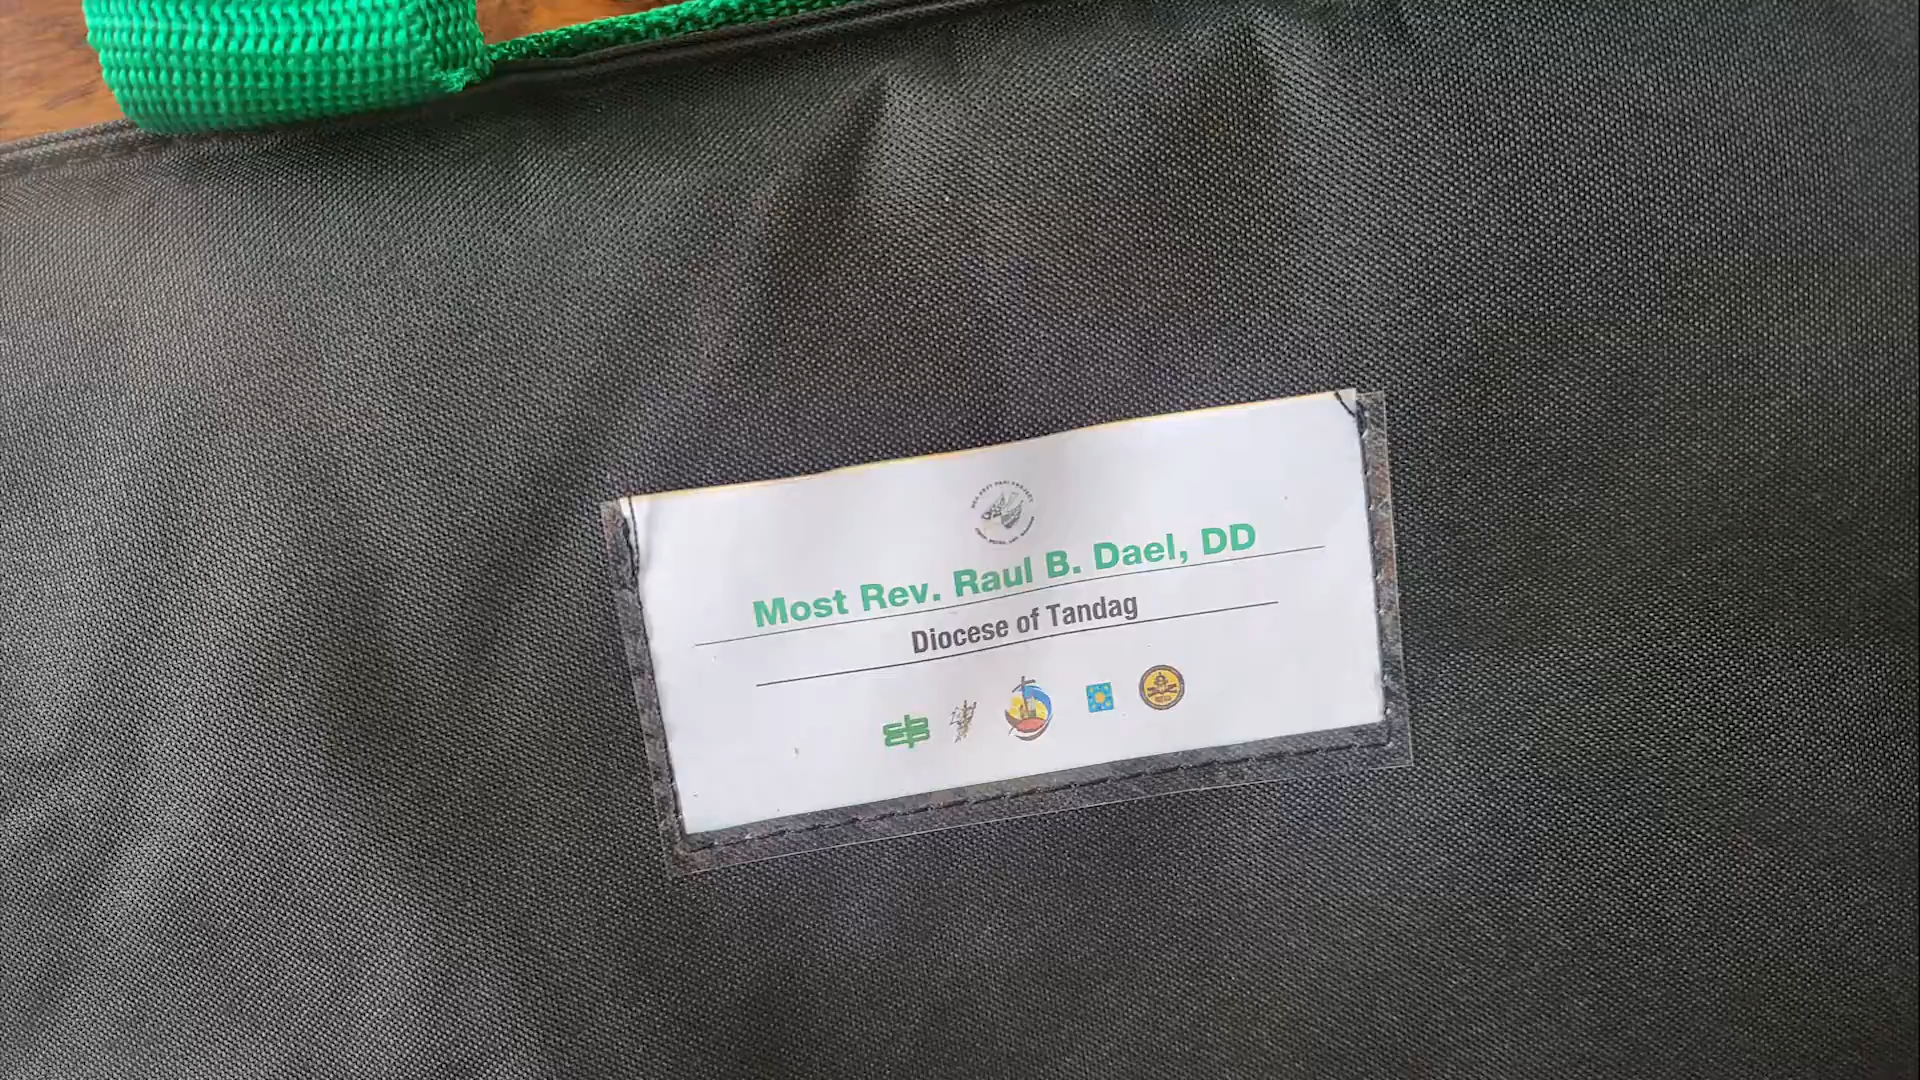 Most Rev. Raul B. Dael, DD
Diocese of Tandag